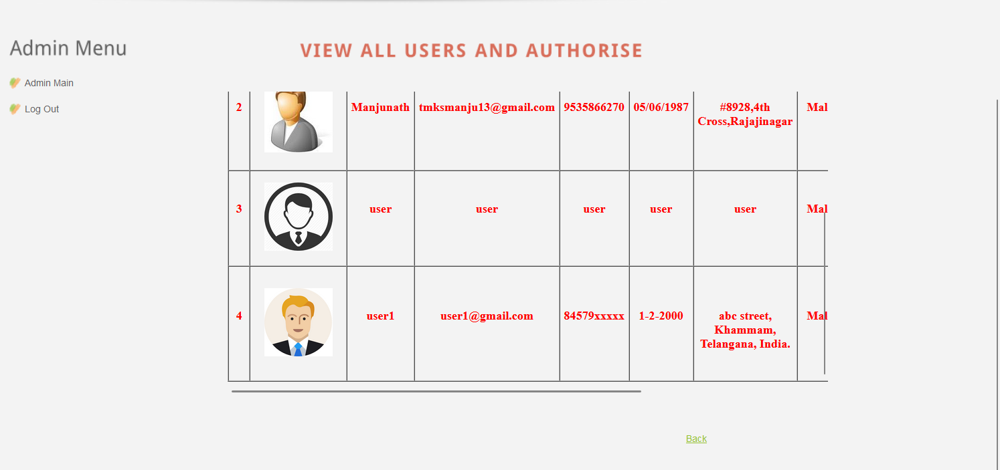 Admin Menu
VIEW ALL USERS AND AUTHORISE
Admin Main
Log Out
2 Manjunath tmksmanju13@gmail.com 9535866270 05/06/1987 #8928,4th Mal
Cross,Rajajinagar
3 user user user user user Mal
4 user1 user1@gmail.com 84579xxxxx 1-2-2000 abc street, Mal
Khammam,
Telangana, India.
Back